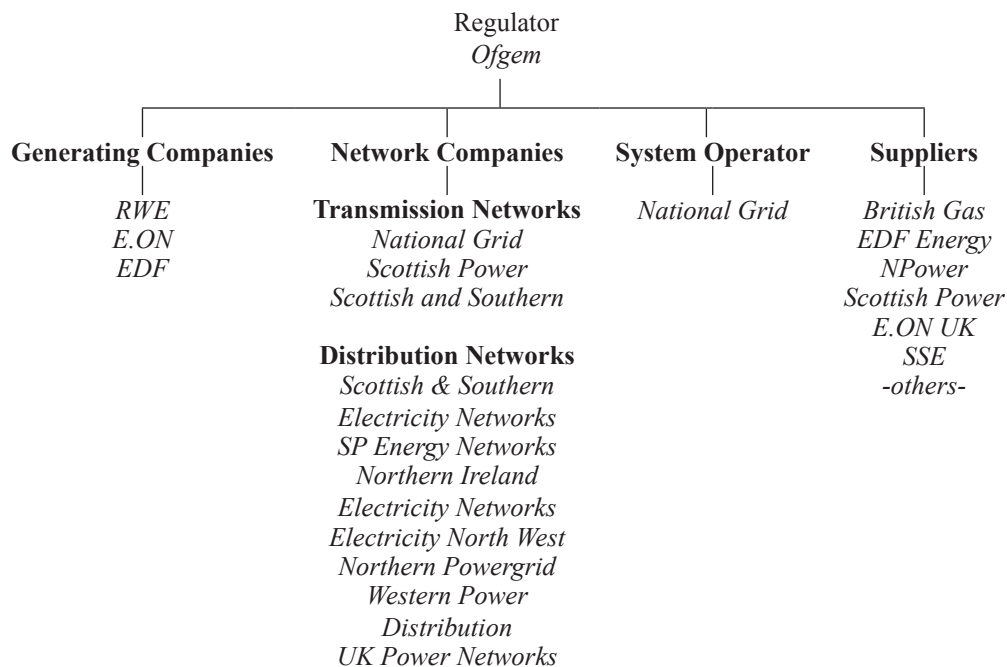 Regulator
Ofgem
Generating Companies
RWE
E.ON
EDF
Network Companies
Transmission Networks
National Grid
Scottish Power
Scottish and Southern
Distribution Networks
Scottish & Southern
Electricity Networks
SP Energy Networks
Northern Ireland
Electricity Networks
Electricity North West
Northern Powergrid
Western Power
Distribution
UK Power Networks
System Operator
National Grid
Suppliers
British Gas
EDF Energy
NPower
Scottish Power
E.ON UK
SSE
-others-